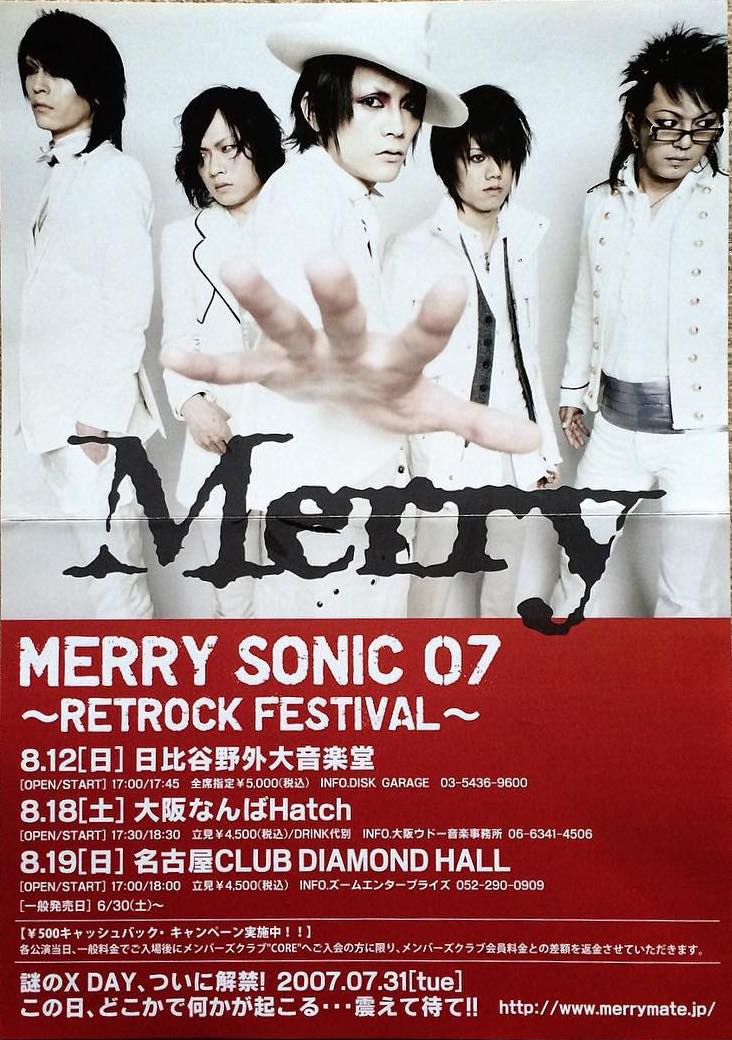 Merry
MERRY SONIC 07
〜RETROCK FESTIVAL〜
8.12[日] 日比谷野外大音楽堂
[OPEN/START] 17:00/17:45 全席指定￥5,000(税込) INFO.DISK GARAGE 03-5436-9600
8.18[土] 大阪なんばHatch
[OPEN/START] 17:30/18:30 立見￥4,500(税込)/DRINK代別 INFO.大阪ウドー音楽事務所 06-6341-4506
8.19[日] 名古屋CLUB DIAMOND HALL
[OPEN/START] 17:00/18:00 立見￥4,500(税込) INFO.ズームエンタープライズ 052-290-0909
[一般発売日] 6/30(土)〜
【￥500キャッシュバック・キャンペーン実施中！！】
各公演当日、一般料金でご入場後にメンバーズクラブ"CORE"へご入会の方に限り、メンバーズクラブ会員料金との差額を返金させていただきます。
謎のX DAY、ついに解禁! 2007.07.31[tue]
この日、どこかで何かが起こる･･･震えて待て!! http://www.merrymate.jp/